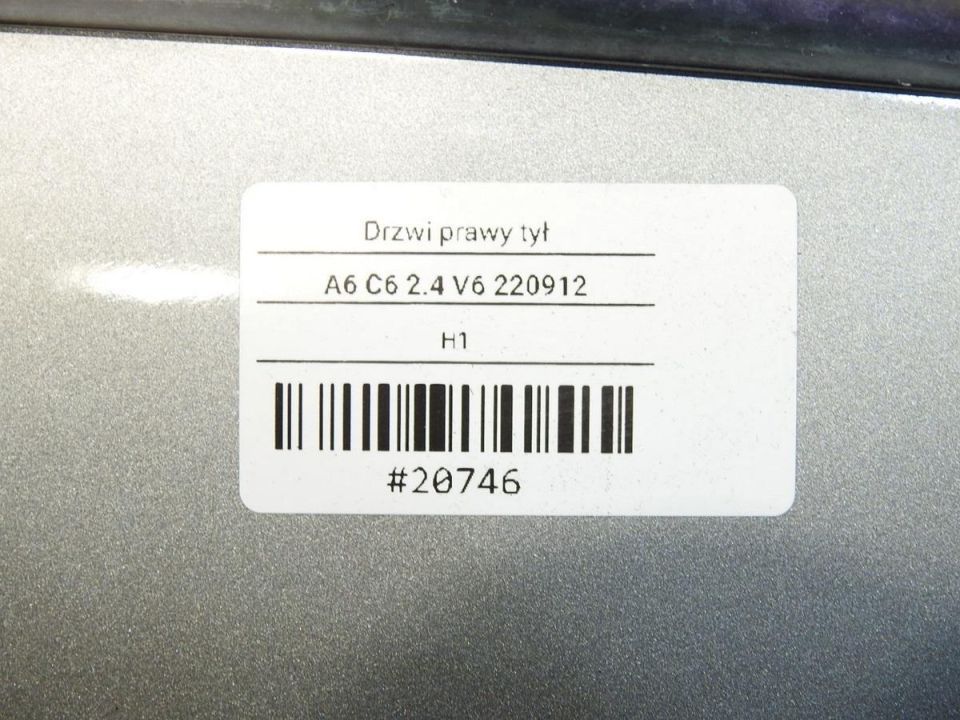 Drzwi prawy tył
A6 C6 2.4 V6 220912
H1
#20746